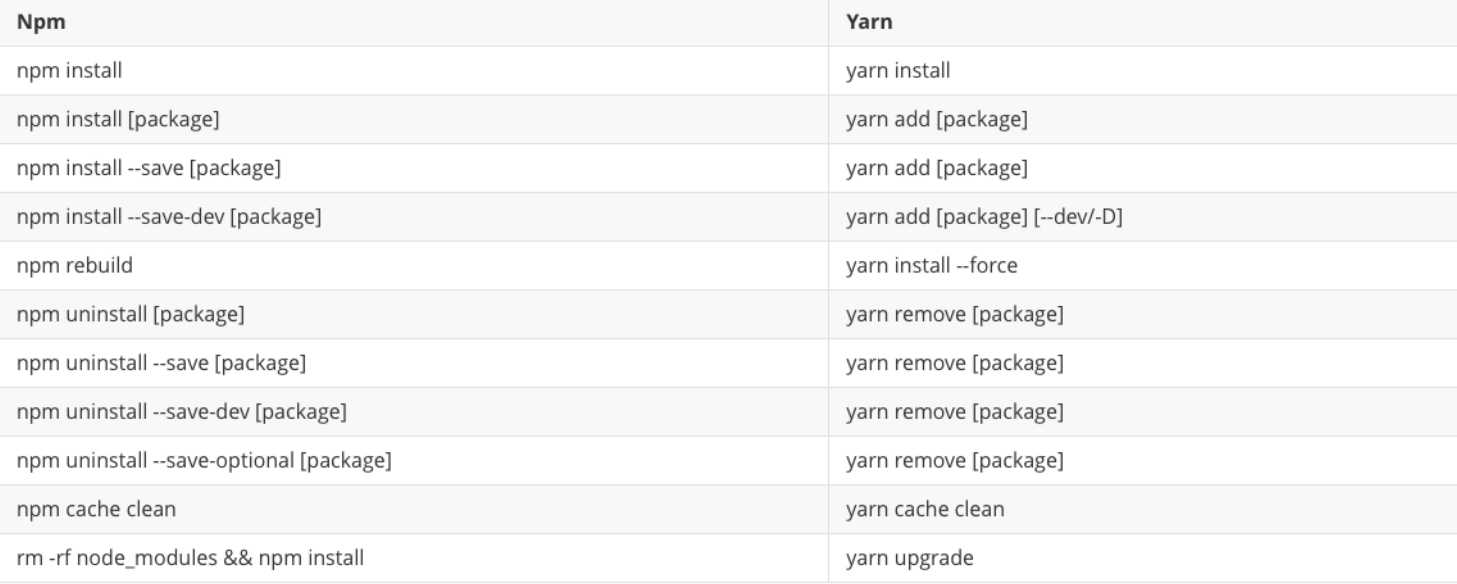 Npm Yarn
npm install yarn install
npm install [package] yarn add [package]
npm install --save [package] yarn add [package]
npm install --save-dev [package] yarn add [package] [--dev/-D]
npm rebuild yarn install --force
npm uninstall [package] yarn remove [package]
npm uninstall --save [package] yarn remove [package]
npm uninstall --save-dev [package] yarn remove [package]
npm uninstall --save-optional [package] yarn remove [package]
npm cache clean yarn cache clean
rm -rf node_modules && npm install yarn upgrade